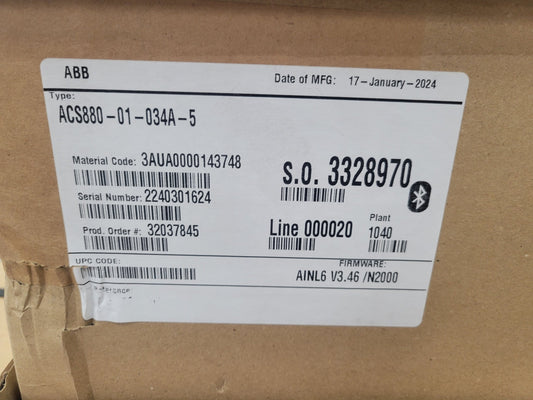 ABB
Date of MFG: 17-January-2024
Type:
ACS880-01-034A-5
Material Code: 3AUA0000143748
S.O. 3328970
Serial Number: 2240301624
Prod. Order #: 32037845
Line 000020
Plant
1040
UPC CODE:
FIRMWARE:
AINL6 V3.46 /N2000